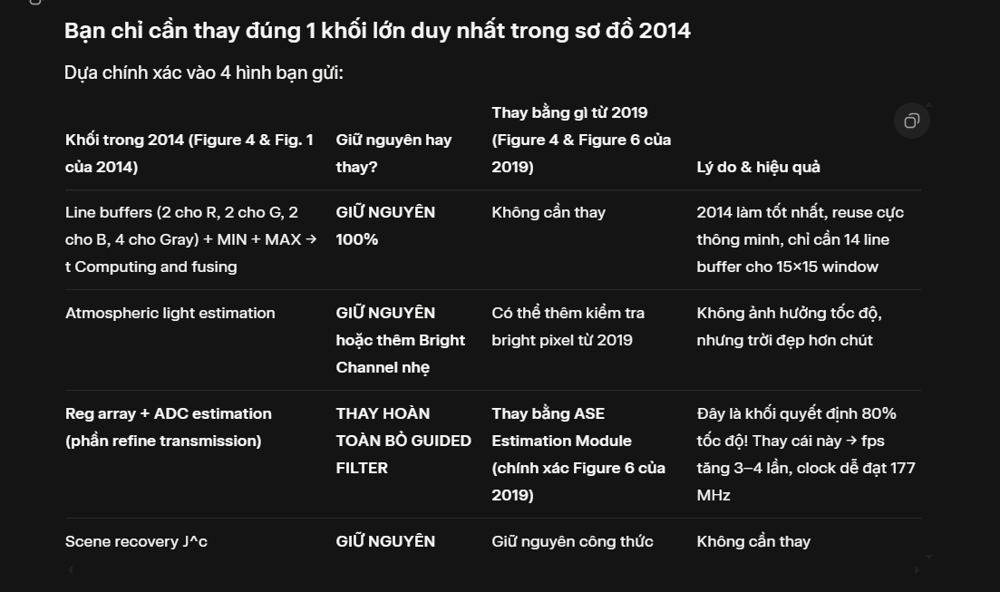 Bạn chỉ cần thay đúng 1 khối lớn duy nhất trong sơ đồ 2014
Dựa chính xác vào 4 hình bạn gửi:
Khối trong 2014 (Figure 4 & Fig. 1
của 2014)
Giữ nguyên hay
thay?
Thay bằng gì từ 2019
(Figure 4 & Figure 6 của
2019)
Lý do & hiệu quả
Line buffers (2 cho R, 2 cho G, 2
cho B, 4 cho Gray) + MIN + MAX →
t Computing and fusing
GIỮ NGUYÊN
100%
Không cần thay
2014 làm tốt nhất, reuse cực
thông minh, chỉ cần 14 line
buffer cho 15×15 window
Atmospheric light estimation
GIỮ NGUYÊN
hoặc thêm Bright
Channel nhẹ
Có thể thêm kiểm tra
bright pixel từ 2019
Không ảnh hưởng tốc độ,
nhưng trời đẹp hơn chút
Reg array + ADC estimation
(phần refine transmission)
THAY HOÀN
TOÀN BỎ GUIDED
FILTER
Thay bằng ASE
Estimation Module
(chính xác Figure 6 của
2019)
Đây là khối quyết định 80%
tốc độ! Thay cái này → fps
tăng 3–4 lần, clock dễ đạt 177
MHz
Scene recovery J^c
GIỮ NGUYÊN
Giữ nguyên công thức
Không cần thay